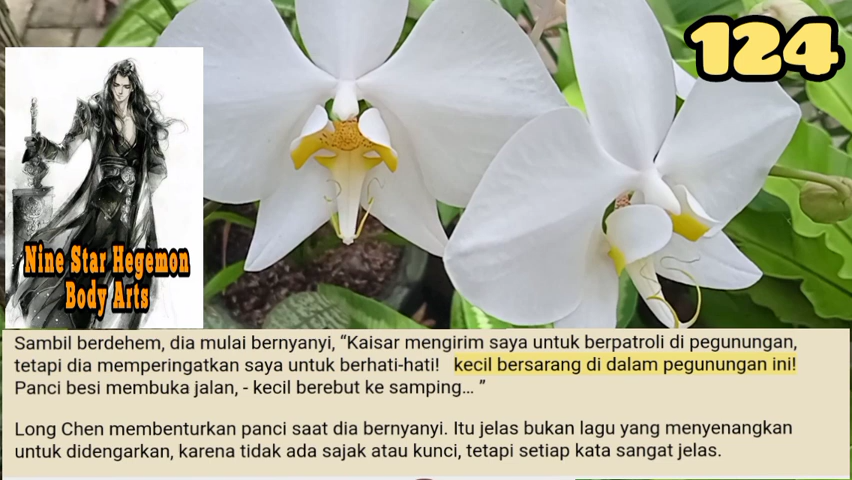 124
Nine Star Hegemon
Body Arts
Sambil berdehem, dia mulai bernyanyi, “Kaisar mengirim saya untuk berpatroli di pegunungan,
tetapi dia memperingatkan saya untuk berhati-hati! kecil bersarang di dalam pegunungan ini!
Panci besi membuka jalan, - kecil berebut ke samping… ”
Long Chen membenturkan panci saat dia bernyanyi. Itu jelas bukan lagu yang menyenangkan
untuk didengarkan, karena tidak ada sajak atau kunci, tetapi setiap kata sangat jelas.